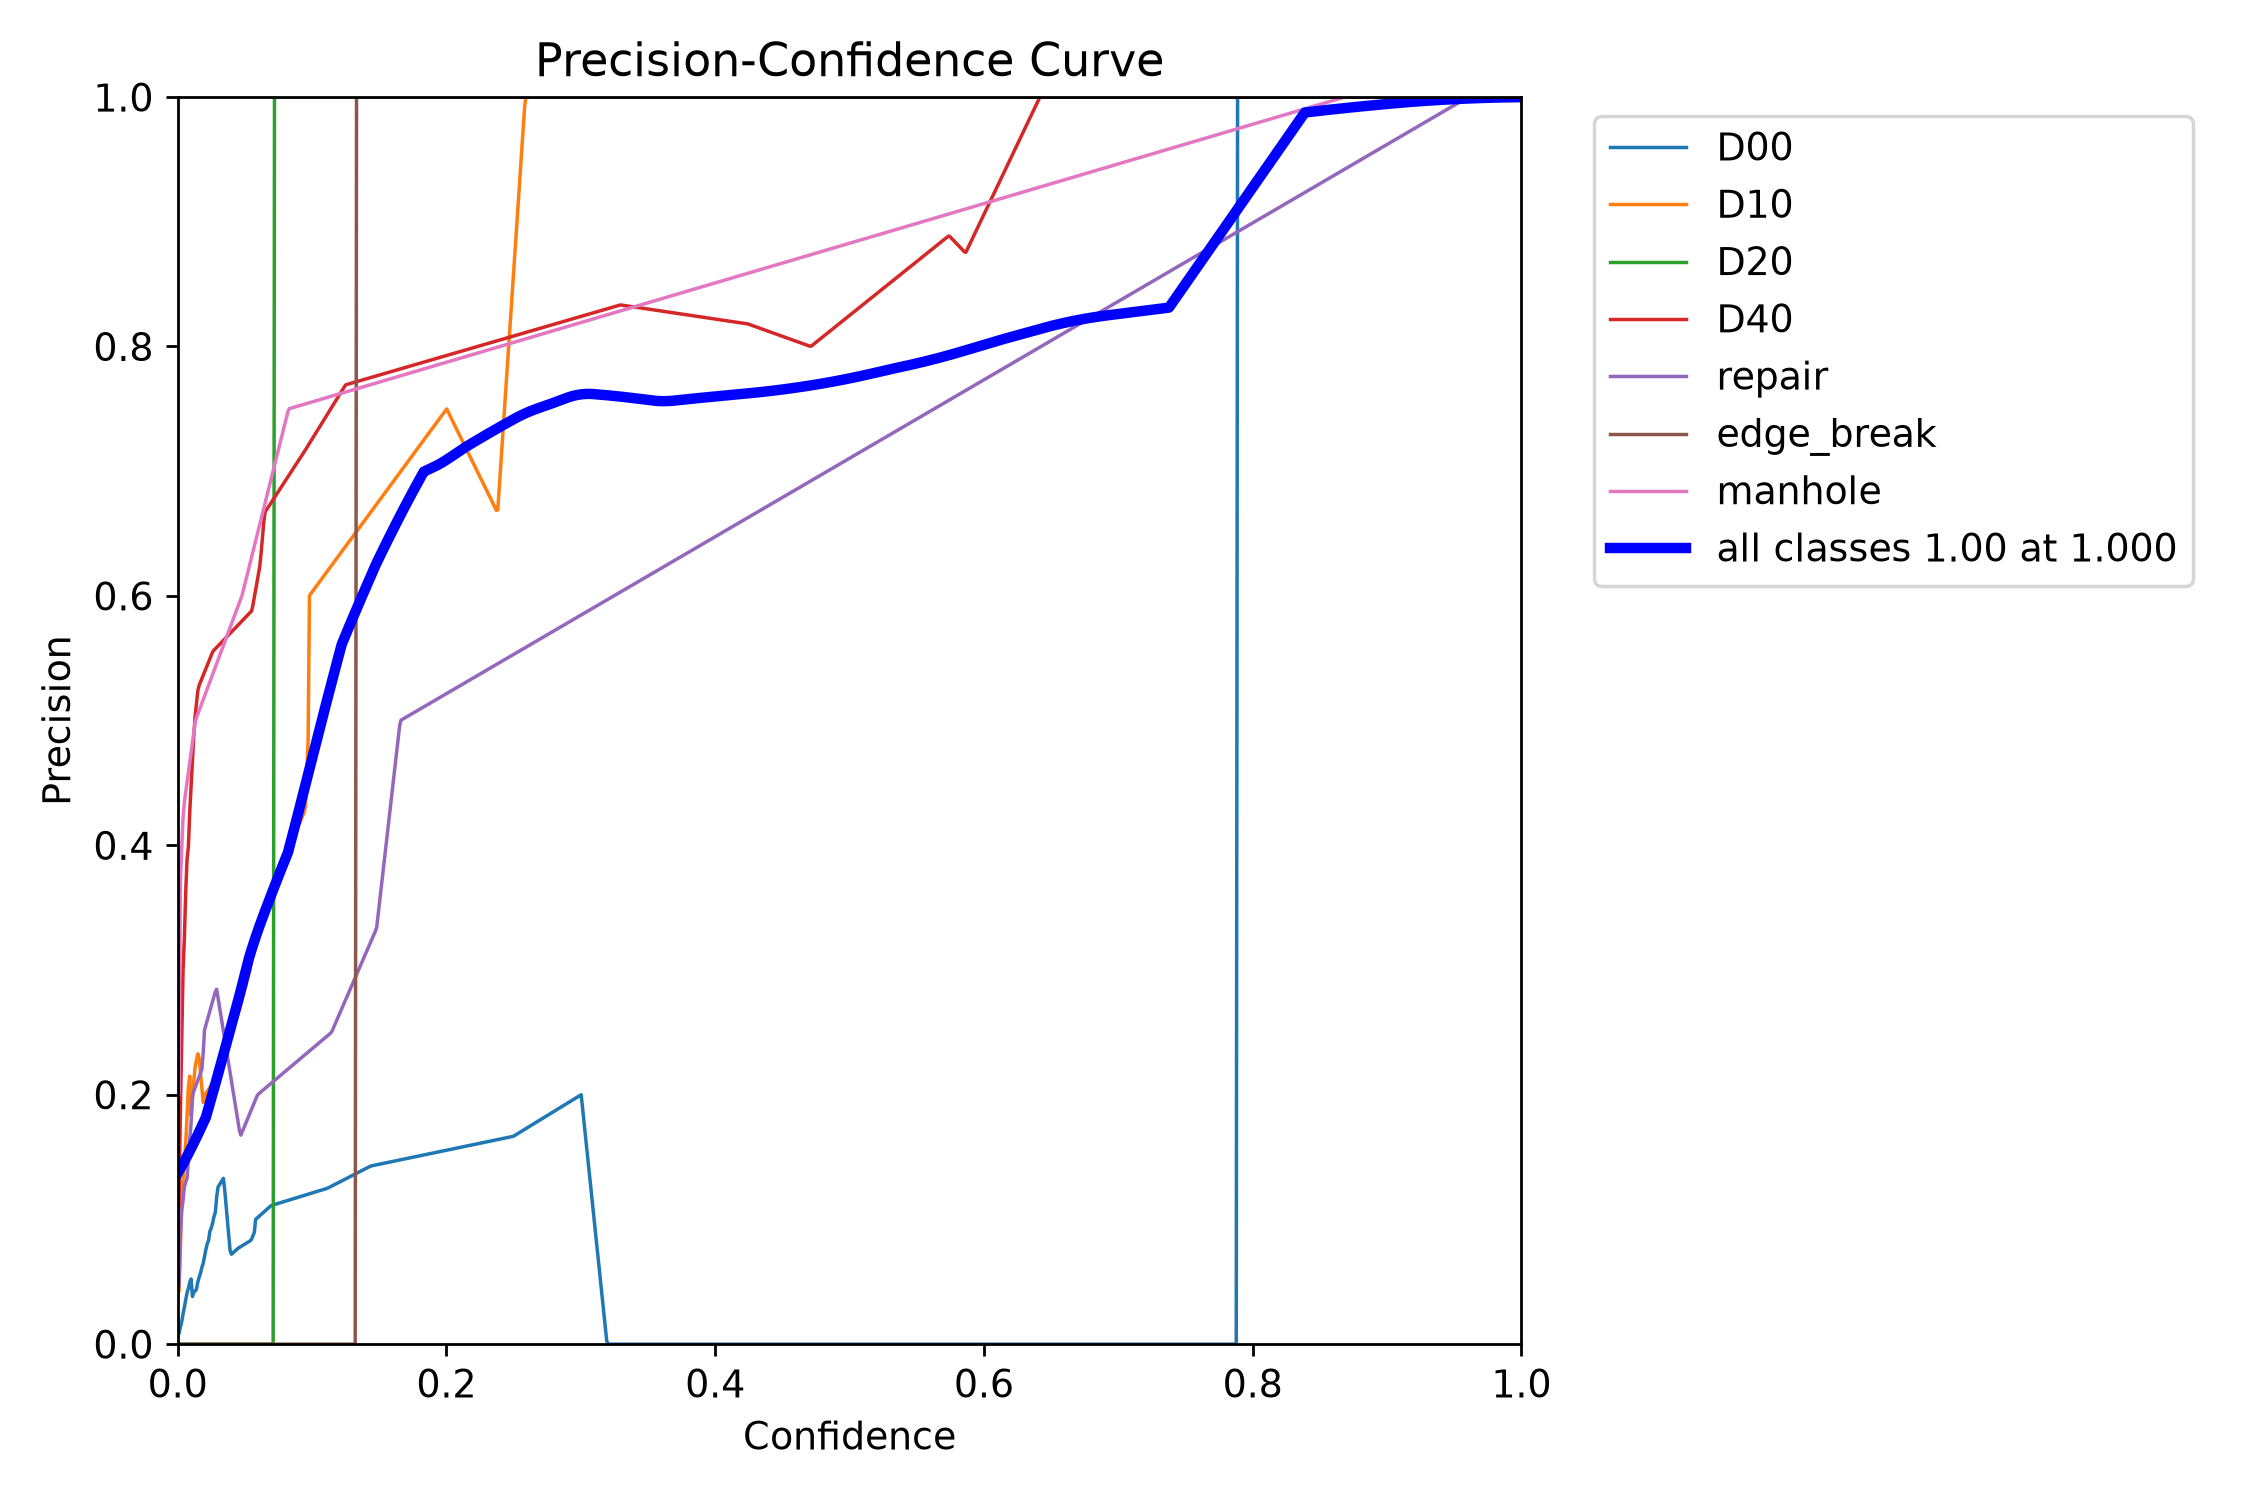 Precision-Confidence Curve
1.0
0.8
0.6
0.4
0.2
0.0
Precision
0.0 0.2 0.4 0.6 0.8 1.0
Confidence
D00
D10
D20
D40
repair
edge_break
manhole
all classes 1.00 at 1.000